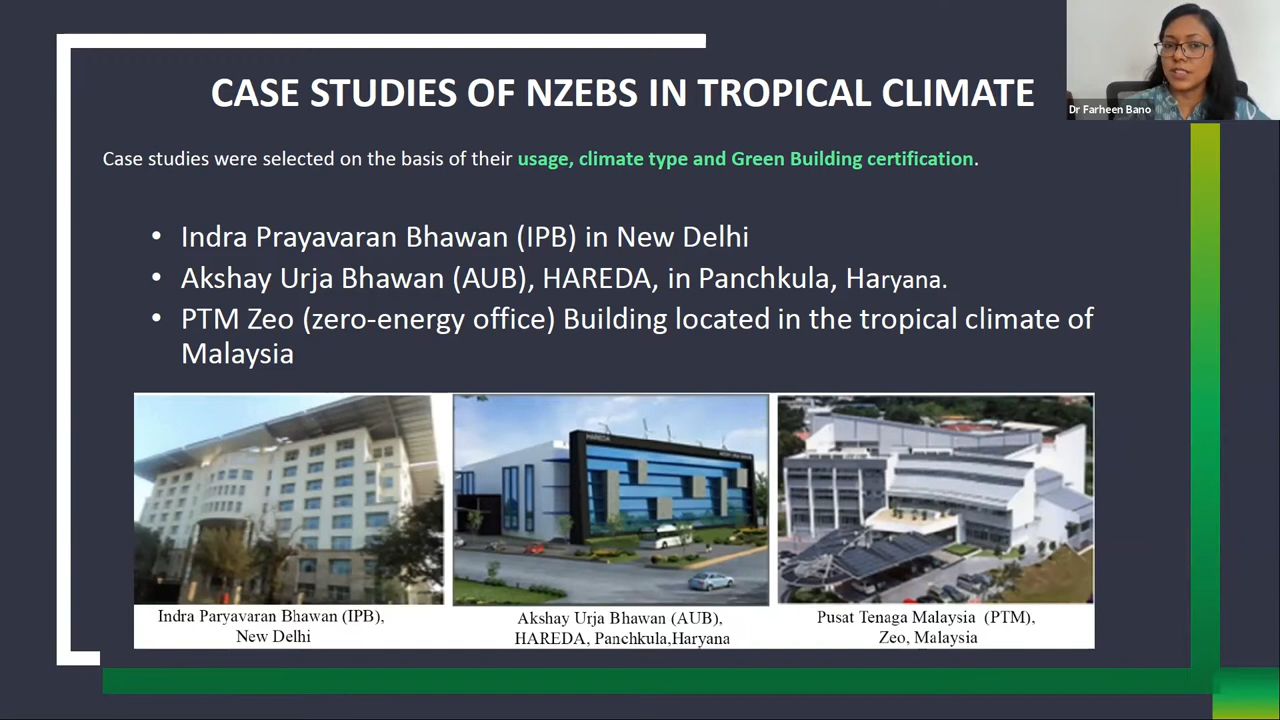 CASE STUDIES OF NZEBS IN TROPICAL CLIMATE
Dr Farheen Bano
Case studies were selected on the basis of their usage, climate type and Green Building certification.
• Indra Prayavaran Bhawan (IPB) in New Delhi
• Akshay Urja Bhawan (AUB), HAREDA, in Panchkula, Haryana.
• PTM Zeo (zero-energy office) Building located in the tropical climate of
Malaysia
HAREDA
Indra Paryavaran Bhawan (IPB),
New Delhi
Akshay Urja Bhawan (AUB),
HAREDA, Panchkula,Haryana
Pusat Tenaga Malaysia (PTM),
Zeo, Malaysia